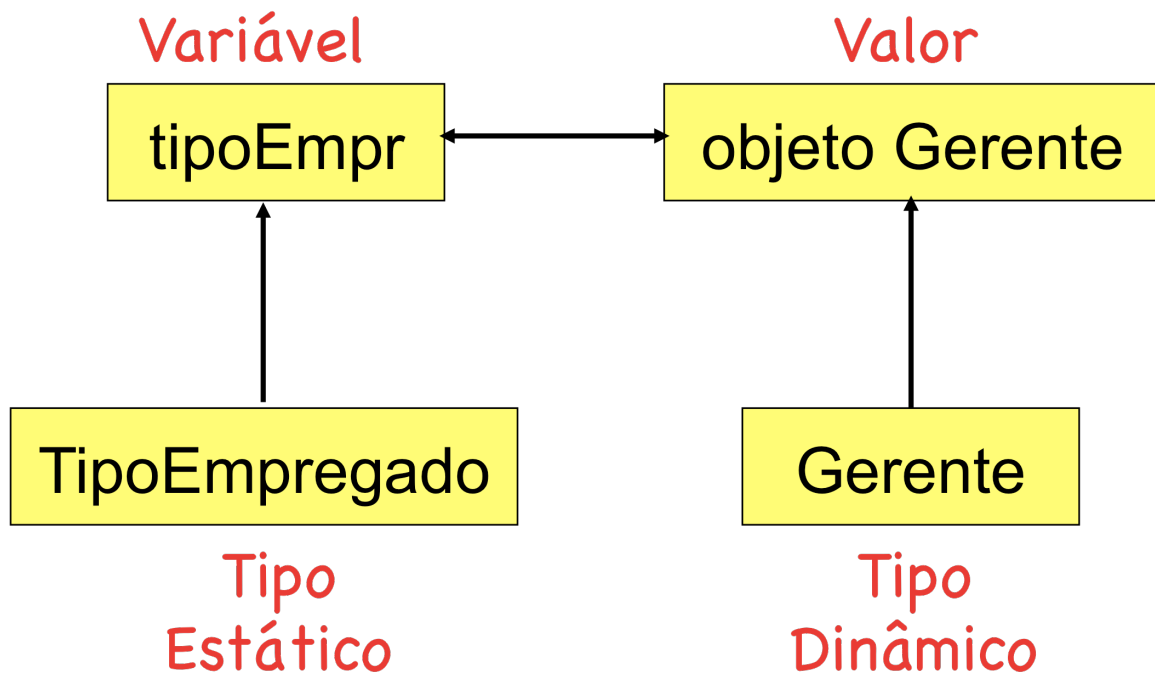 Variável
Valor
tipoEmpr
objeto Gerente
TipoEmpregado
Gerente
Tipo
Estático
Tipo
Dinâmico